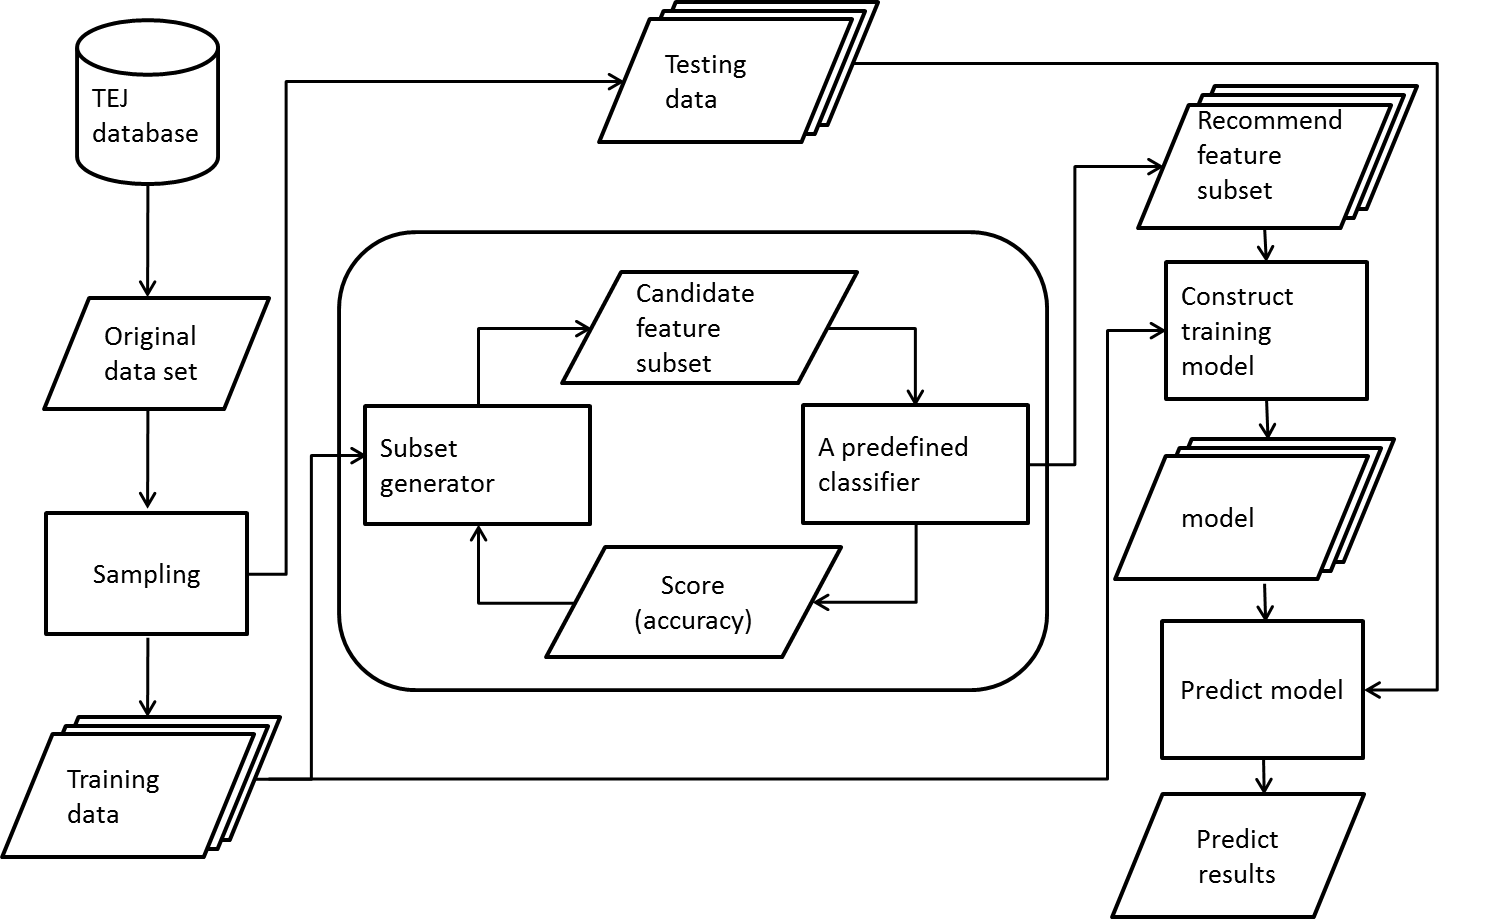 TEJ
database
Original
data set
Sampling
Training
data
Testing
data
Candidate
feature
subset
Subset
generator
A predefined
classifier
Score
(accuracy)
Recommend
feature
subset
Construct
training
model
model
Predict model
Predict
results